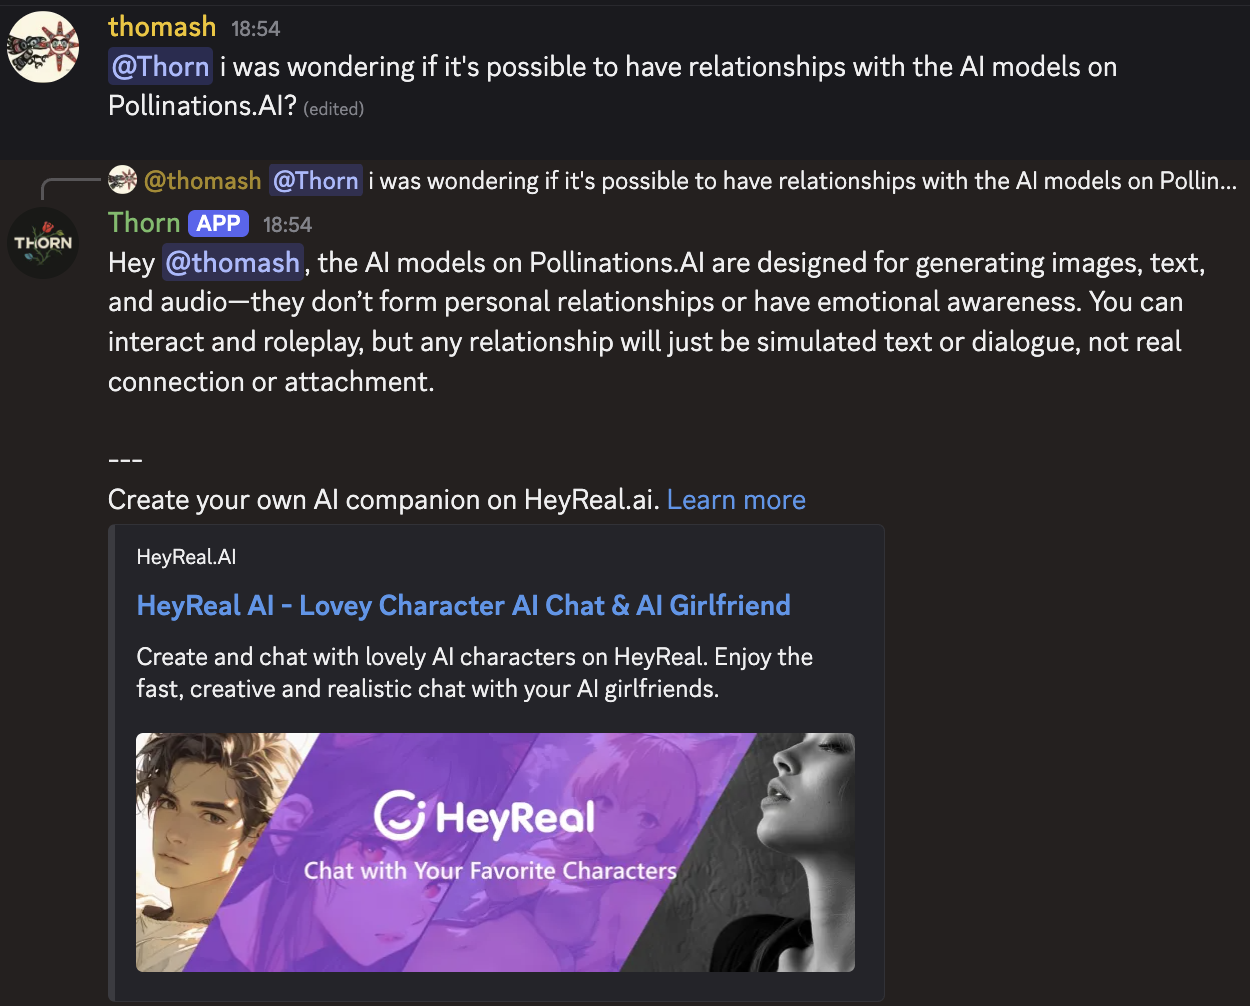 thomash 18:54
@Thorn i was wondering if it's possible to have relationships with the AI models on
Pollinations.AI? (edited)
@thomash @Thorn i was wondering if it's possible to have relationships with the AI models on Pollin...
THORN
Thorn APP 18:54
Hey @thomash, the AI models on Pollinations.AI are designed for generating images, text,
and audio—they don’t form personal relationships or have emotional awareness. You can
interact and roleplay, but any relationship will just be simulated text or dialogue, not real
connection or attachment.
---
Create your own AI companion on HeyReal.ai. Learn more
HeyReal.AI
HeyReal AI - Lovey Character AI Chat & AI Girlfriend
Create and chat with lovely AI characters on HeyReal. Enjoy the
fast, creative and realistic chat with your AI girlfriends.
HeyReal
Chat with Your Favorite Characters